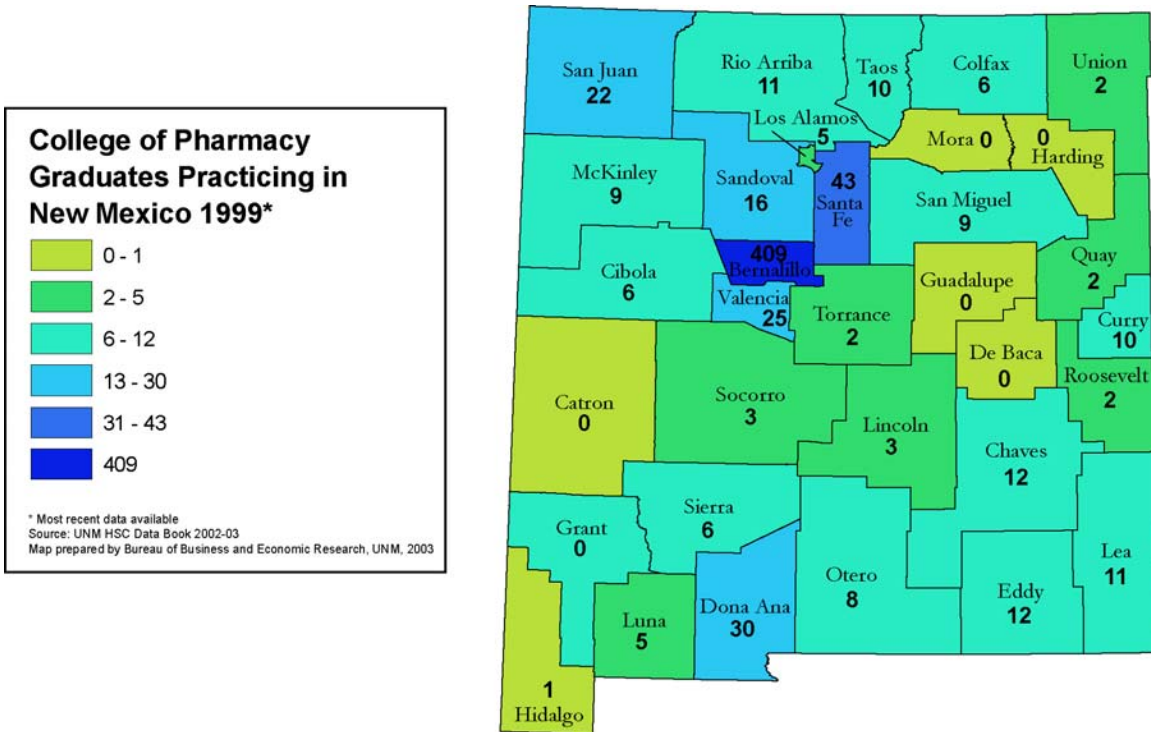 College of Pharmacy
Graduates Practicing in
New Mexico 1999*
0 - 1
2 - 5
6 - 12
13 - 30
31 - 43
409
* Most recent data available
Source: UNM HSC Data Book 2002-03
Map prepared by Bureau of Business and Economic Research, UNM, 2003
San Juan
22
Rio Arriba
11
Taos
10
Colfax
6
Union
2
Los Alamos
5
Mora 0
0
Harding
McKinley
9
Sandoval
16
43
Santa
Fe
San Miguel
9
409
Bernalillo
Cibola
6
Valencia
25
Torrance
2
Guadalupe
0
Quay
2
Curry
10
De Baca
0
Roosevelt
2
Catron
0
Socorro
3
Lincoln
3
Chaves
12
Grant
0
Sierra
6
Lea
11
Otero
8
Eddy
12
Luna
5
Dona Ana
30
1
Hidalgo